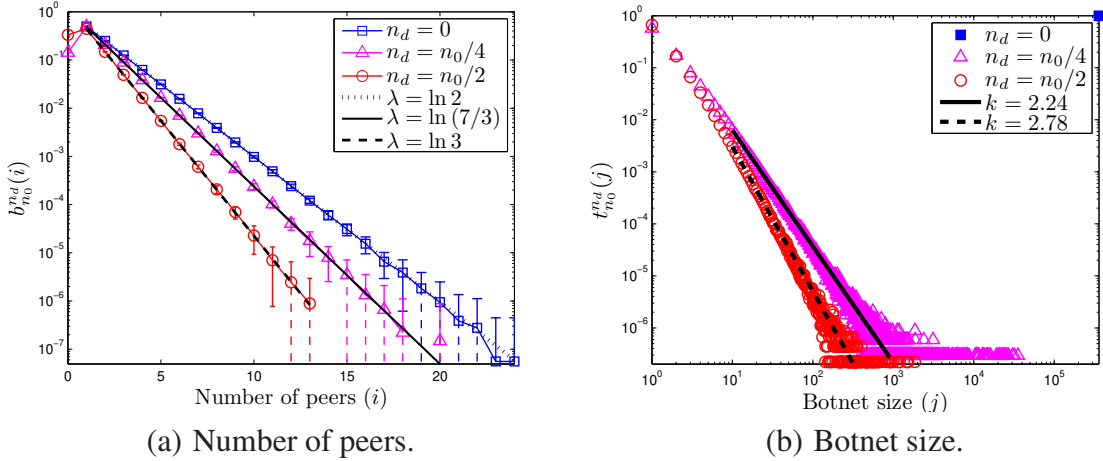 10^0
10^-1
10^-2
10^-3
10^-4
10^-5
10^-6
10^-7
b_{n_0}^{n_d}(i)
n_d = 0
n_d = n_0/4
n_d = n_0/2
λ = ln 2
λ = ln (7/3)
λ = ln 3
0 5 10 15 20
Number of peers (i)
(a) Number of peers.
10^0
10^-1
10^-2
10^-3
10^-4
10^-5
10^-6
t_{n_0}^{n_d}(j)
n_d = 0
n_d = n_0/4
n_d = n_0/2
k = 2.24
k = 2.78
10^0 10^1 10^2 10^3 10^4 10^5
Botnet size (j)
(b) Botnet size.